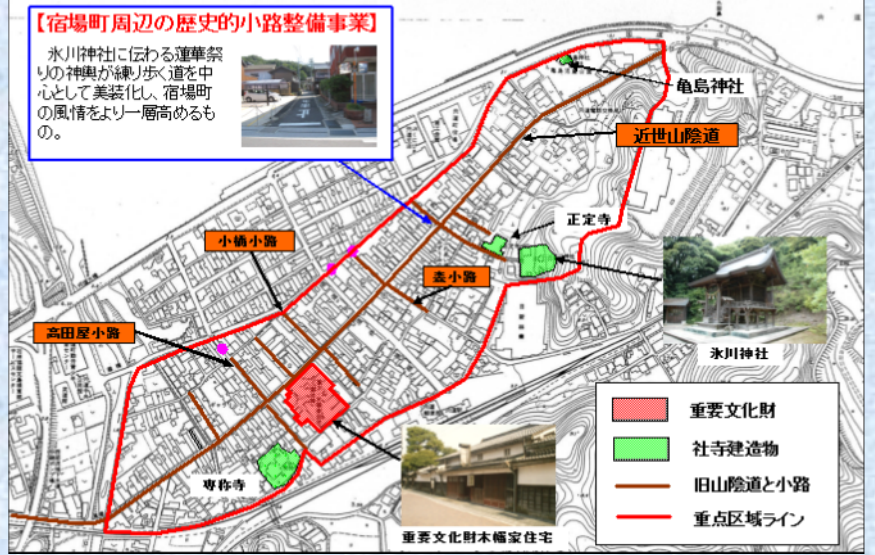 【宿場町周辺の歴史的小路整備事業】
氷川神社に伝わる蓮華祭
りの神輿が練り歩く道を中
心として美装化し、宿場町
の風情をより一層高めるも
の。
亀島神社
近世山陰道
正定寺
小橋小路
森小路
高田屋小路
氷川神社
専称寺
重要文化財木幡家住宅
重要文化財
社寺建造物
旧山陰道と小路
重点区域ライン